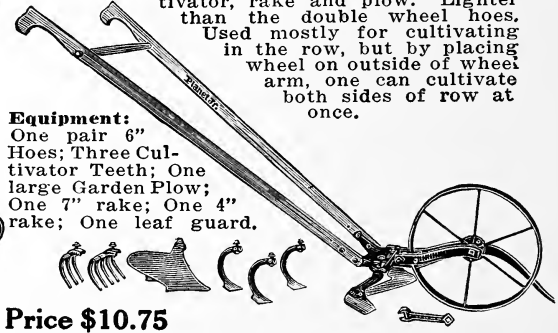 tivator, rake and plow. Lighter
than the double wheel hoes.
Used mostly for cultivating
in the row, but by placing
wheel on outside of wheel
arm, one can cultivate
both sides of row at
once.
Planet Jr.
Equipment:
One pair 6”
Hoes; Three Cul-
tivator Teeth; One
large Garden Plow;
One 7” rake; One 4”
rake; One leaf guard.
Price $10.75